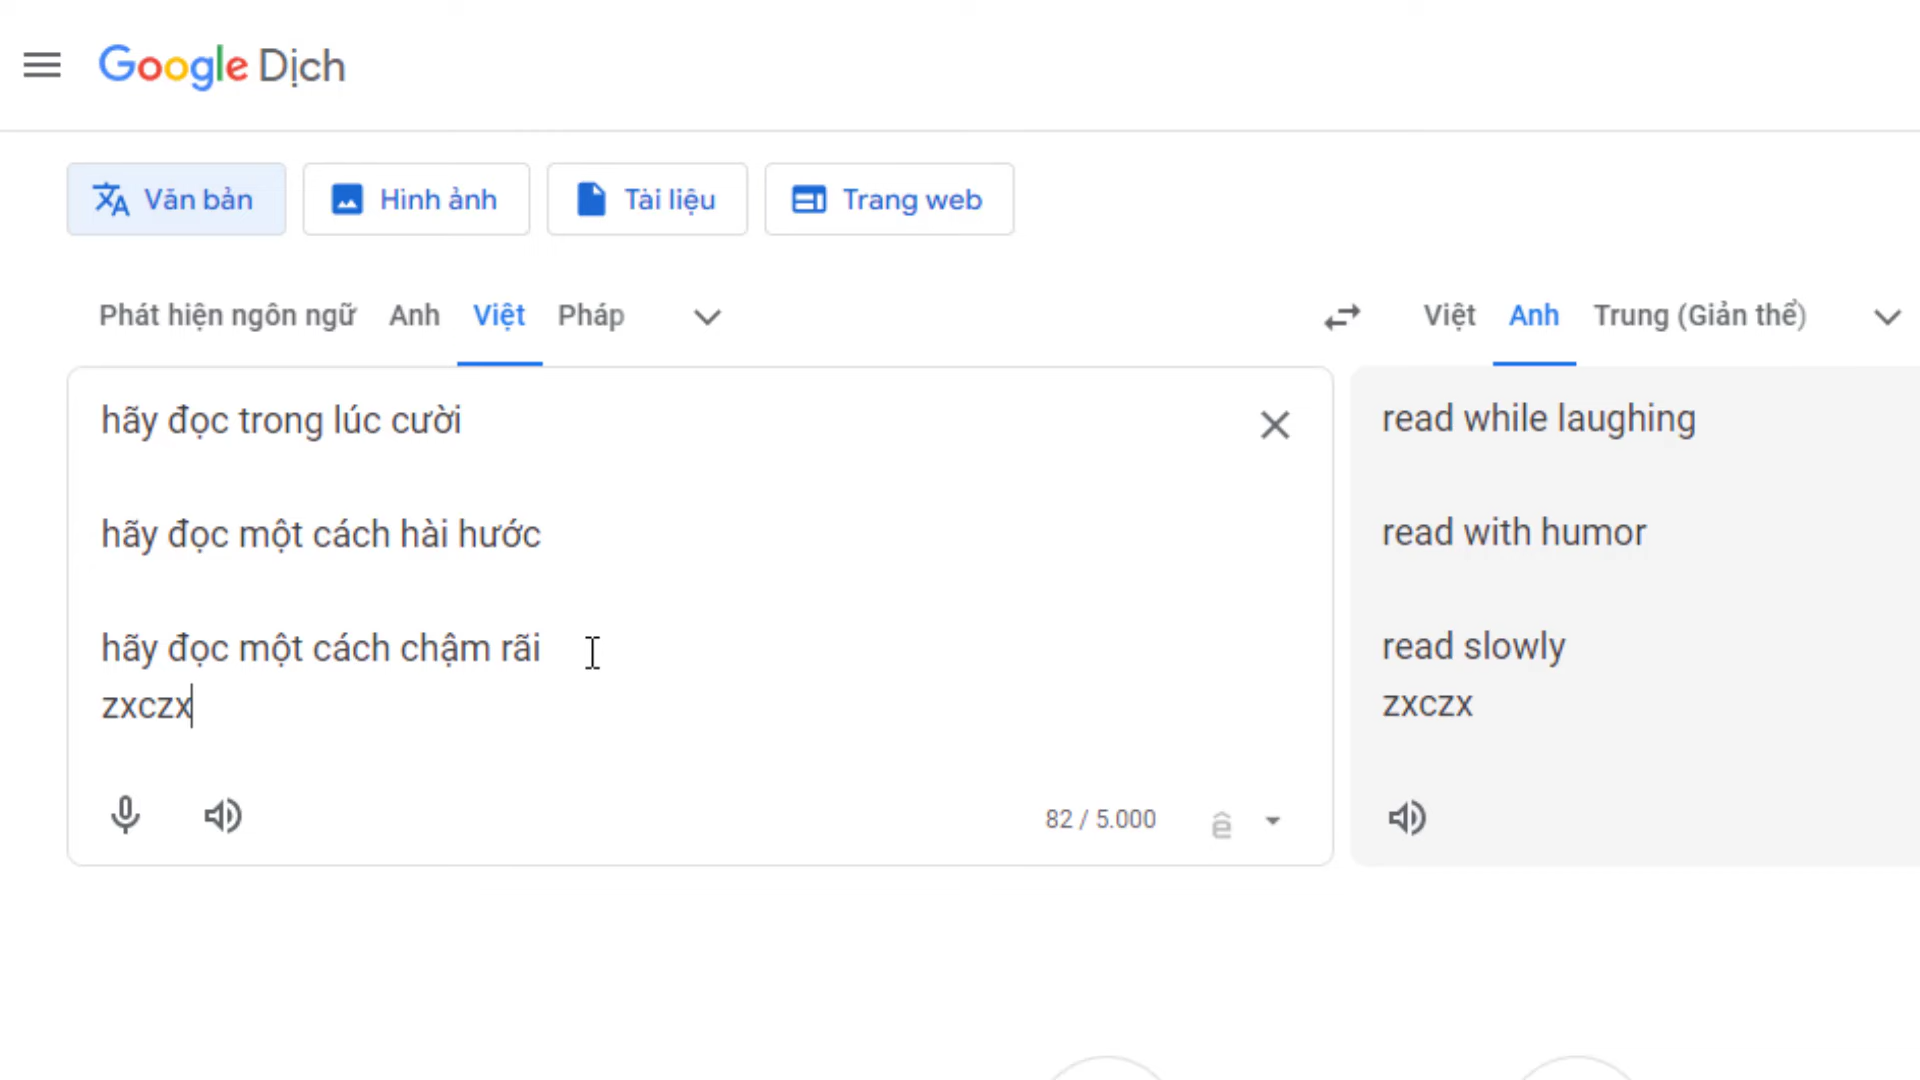 Google Dịch
Văn bản
Hình ảnh
Tài liệu
Trang web
Phát hiện ngôn ngữ Anh Việt Pháp
Việt Anh Trung (Giản thể)
hãy đọc trong lúc cười
hãy đọc một cách hài hước
hãy đọc một cách chậm rãi
zxczx
82 / 5.000
ê
read while laughing
read with humor
read slowly
zxczx